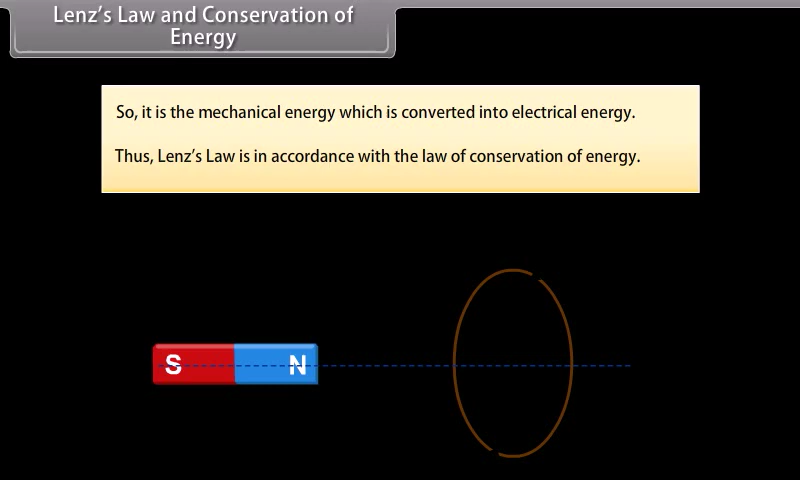 Lenz's Law and Conservation of
Energy
So, it is the mechanical energy which is converted into electrical energy.
Thus, Lenz's Law is in accordance with the law of conservation of energy.
S N